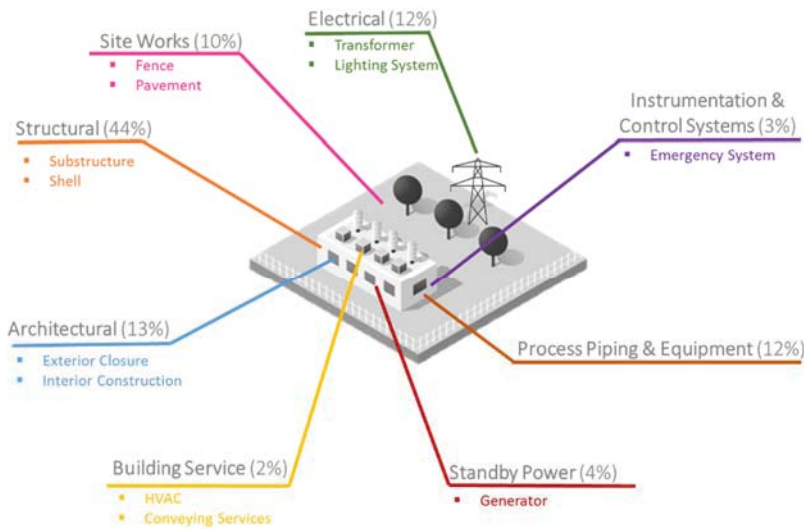 Electrical (12%)
▪ Transformer
▪ Lighting System
Site Works (10%)
▪ Fence
▪ Pavement
Instrumentation &
Control Systems (3%)
▪ Emergency System
Structural (44%)
▪ Substructure
▪ Shell
Architectural (13%)
▪ Exterior Closure
▪ Interior Construction
Process Piping & Equipment (12%)
Building Service (2%)
▪ HVAC
▪ Conveying Services
Standby Power (4%)
▪ Generator